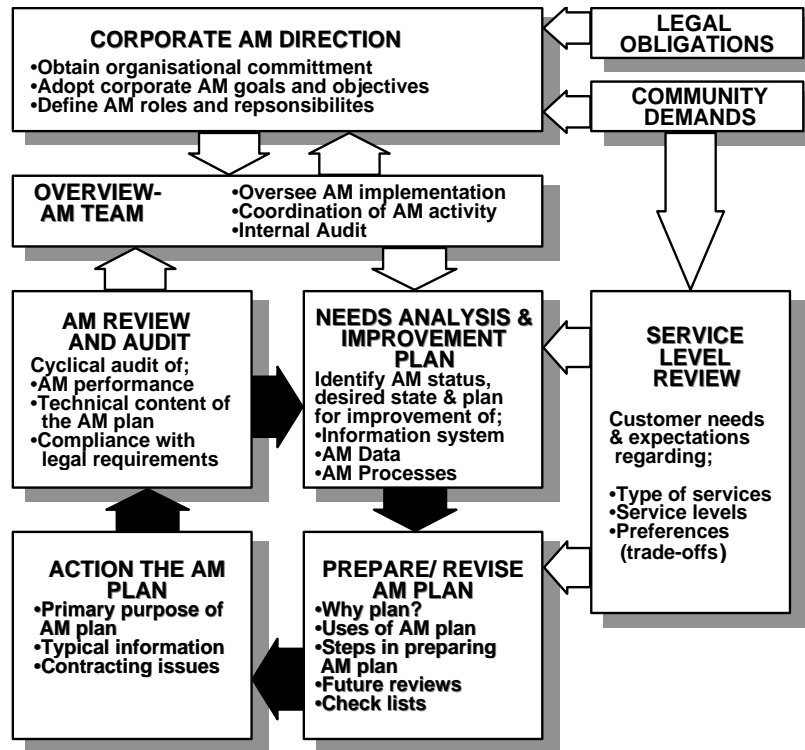 CORPORATE AM DIRECTION
•Obtain organisational committment
•Adopt corporate AM goals and objectives
•Define AM roles and repsonsibilites
LEGAL
OBLIGATIONS
COMMUNITY
DEMANDS
OVERVIEW-
AM TEAM
•Oversee AM implementation
•Coordination of AM activity
•Internal Audit
AM REVIEW
AND AUDIT
Cyclical audit of;
•AM performance
•Technical content of
the AM plan
•Compliance with
legal requirements
NEEDS ANALYSIS &
IMPROVEMENT
PLAN
Identify AM status,
desired state & plan
for improvement of;
•Information system
•AM Data
•AM Processes
SERVICE
LEVEL
REVIEW
Customer needs
& expectations
regarding;
•Type of services
•Service levels
•Preferences
(trade-offs)
ACTION THE AM
PLAN
•Primary purpose of
AM plan
•Typical information
•Contracting issues
PREPARE/ REVISE
AM PLAN
•Why plan?
•Uses of AM plan
•Steps in preparing
AM plan
•Future reviews
•Check lists